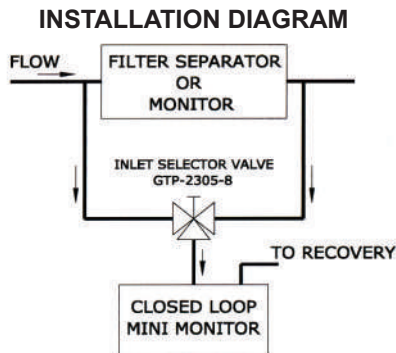 INSTALLATION DIAGRAM
FLOW
FILTER SEPARATOR
OR
MONITOR
INLET SELECTOR VALVE
GTP-2305-8
TO RECOVERY
CLOSED LOOP
MINI MONITOR